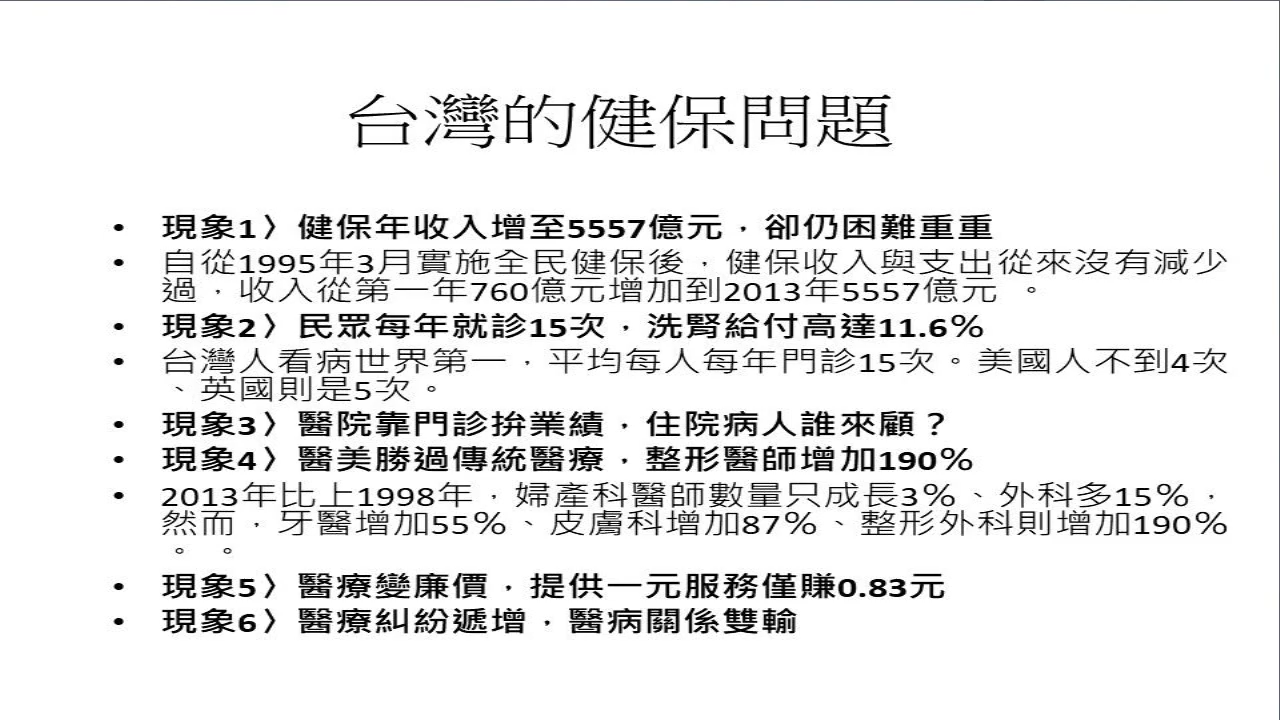 台灣的健保問題
• 現象1〉健保年收入增至5557億元，卻仍困難重重
• 自從1995年3月實施全民健保後，健保收入與支出從來沒有減少
過，收入從第一年760億元增加到2013年5557億元 。
• 現象2〉民眾每年就診15次，洗腎給付高達11.6%
• 台灣人看病世界第一，平均每人每年門診15次。美國人不到4次
、英國則是5次。
• 現象3〉醫院靠門診拚業績，住院病人誰來顧？
• 現象4〉醫美勝過傳統醫療，整形醫師增加190%
• 2013年比上1998年，婦產科醫師數量只成長3%、外科多15%，
然而，牙醫增加55%、皮膚科增加87%、整形外科則增加190%
。 。
• 現象5〉醫療變廉價，提供一元服務僅賺0.83元
• 現象6〉醫療糾紛遞增，醫病關係雙輸